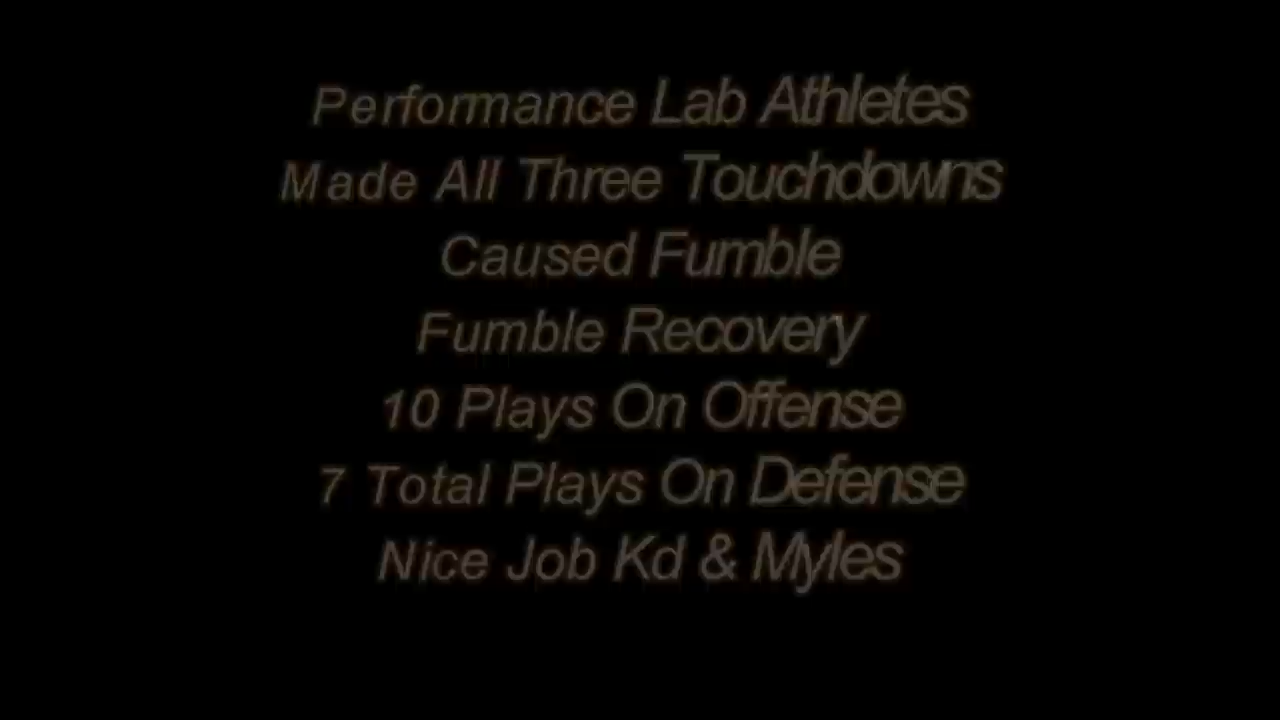 Performance Lab Athletes
Made All Three Touchdowns
Caused Fumble
Fumble Recovery
10 Plays On Offense
7 Total Plays On Defense
Nice Job Kd & Myles